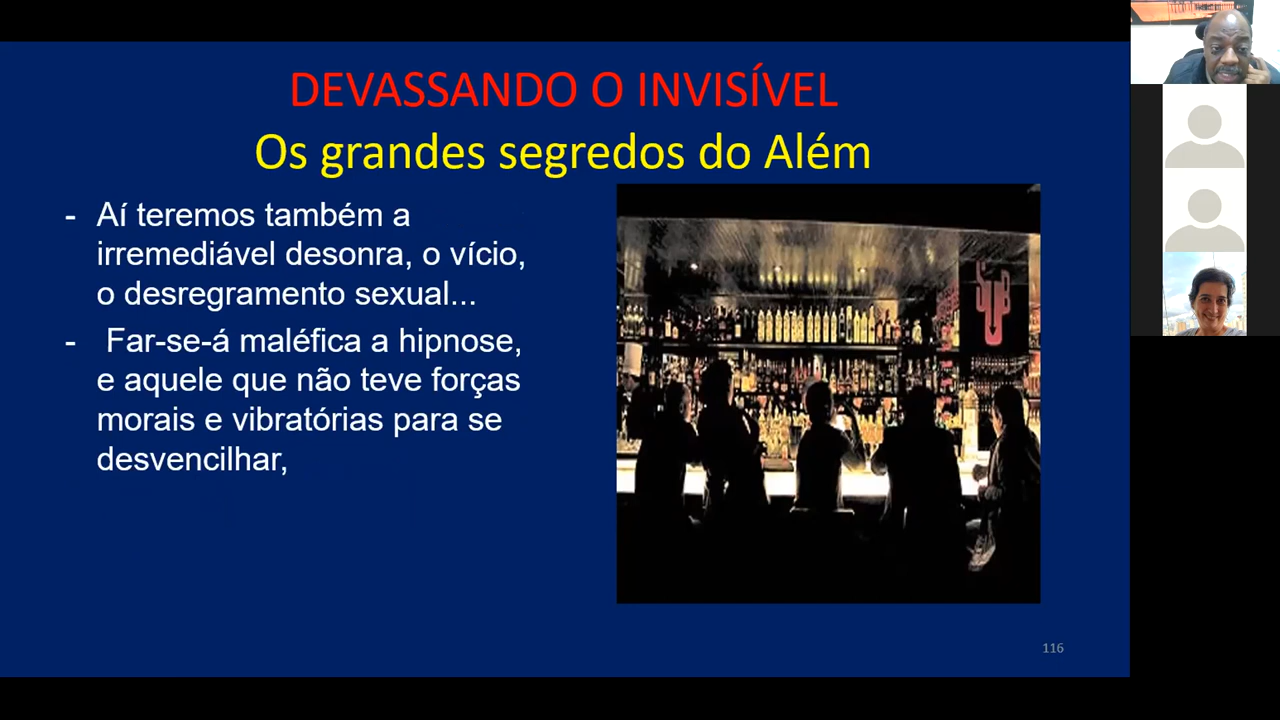 DEVASSANDO O INVISÍVEL
Os grandes segredos do Além
- Aí teremos também a
irremediável desonra, o vício,
o desregramento sexual...
- Far-se-á maléfica a hipnose,
e aquele que não teve forças
morais e vibratórias para se
desvencilhar,
116